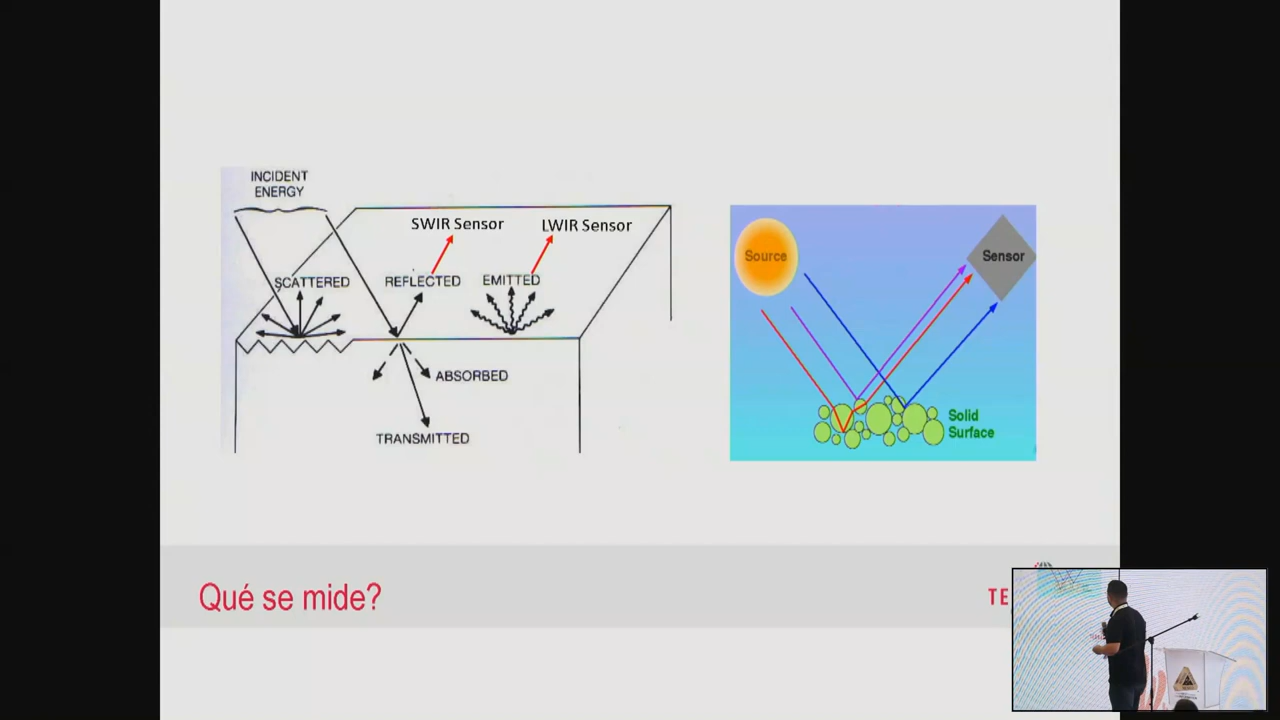 INCIDENT
ENERGY
SWIR Sensor
LWIR Sensor
SCATTERED
REFLECTED
EMITTED
ABSORBED
TRANSMITTED
Source
Sensor
Solid
Surface
Qué se mide?
TE